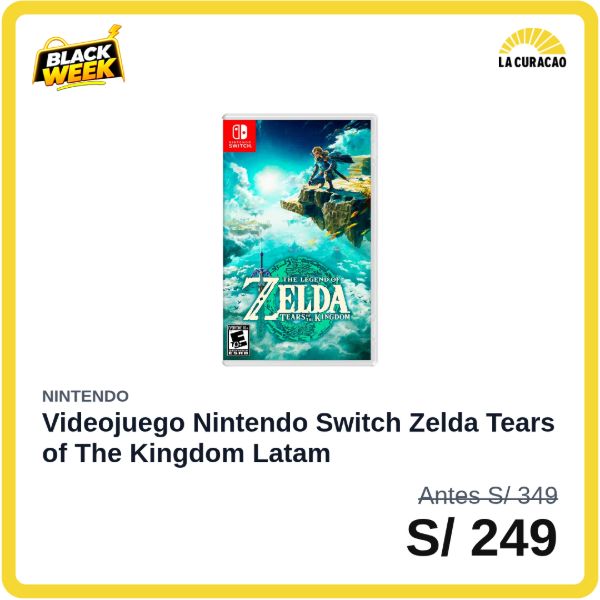 BLACK
WEEK
LA CURACAO
NINTENDO
SWITCH
THE LEGEND OF
ZELDA
TEARS OF THE KINGDOM
E
ESRB
NINTENDO
Videojuego Nintendo Switch Zelda Tears
of The Kingdom Latam
Antes S/ 349
S/ 249